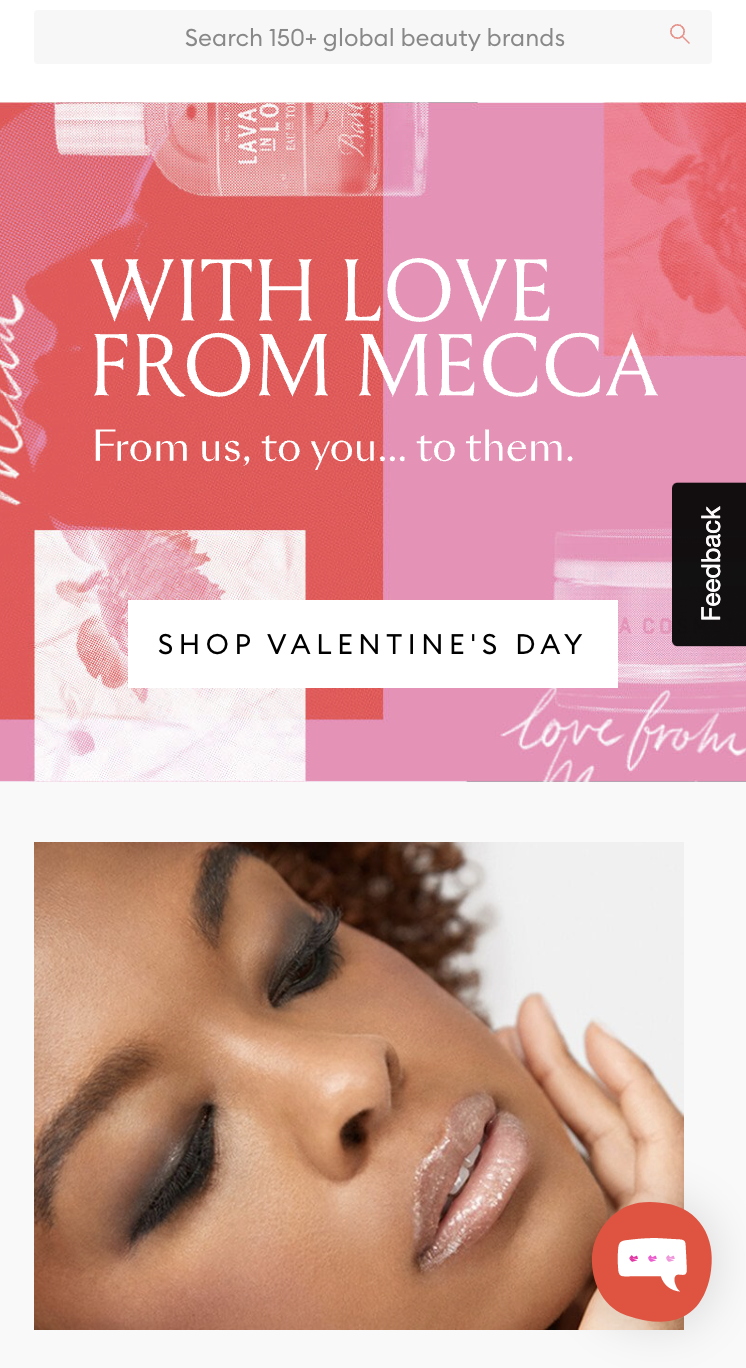 Search 150+ global beauty brands
LAVA
IN LO
WITH LOVE
FROM MECCA
From us, to you... to them.
Feedback
SHOP VALENTINE'S DAY
A CO
love from